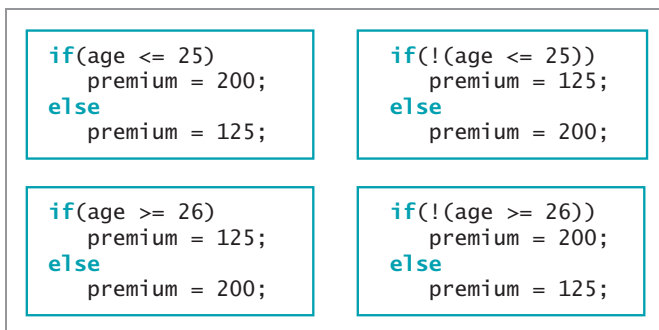 if(age <= 25)
premium = 200;
else
premium = 125;
if(!(age <= 25))
premium = 125;
else
premium = 200;
if(age >= 26)
premium = 125;
else
premium = 200;
if(!(age >= 26))
premium = 200;
else
premium = 125;